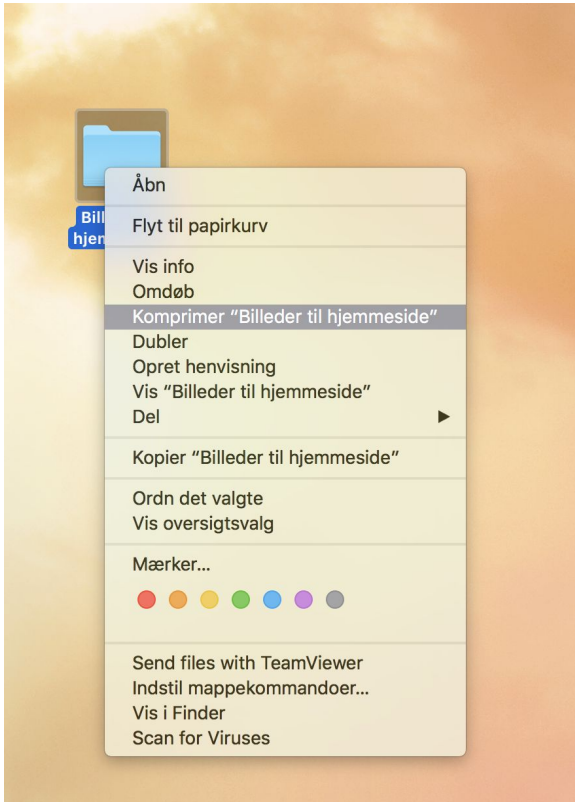 Bill
hjen
Åbn
Flyt til papirkurv
Vis info
Omdøb
Komprimer “Billeder til hjemmeside”
Dubler
Opret henvisning
Vis “Billeder til hjemmeside”
Del
Kopier “Billeder til hjemmeside”
Ordn det valgte
Vis oversigtsvalg
Mærker...
Send files with TeamViewer
Indstil mappekommandoer...
Vis i Finder
Scan for Viruses